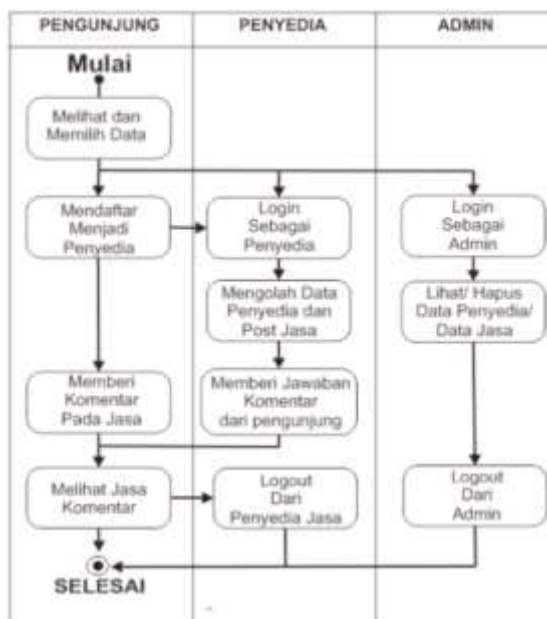 PENGUNJUNG
PENYEDIA
ADMIN
Mulai
Melihat dan
Memilih Data
Mendaftar
Menjadi
Penyedia
Login
Sebagai
Penyedia
Login
Sebagai
Admin
Mengolah Data
Penyedia dan
Post Jasa
Lihat/ Hapus
Data Penyedia/
Data Jasa
Memberi
Komentar
Pada Jasa
Memberi Jawaban
Komentar
dari pengunjung
Melihat Jasa
Komentar
Logout
Dari
Penyedia Jasa
Logout
Dari
Admin
SELESAI